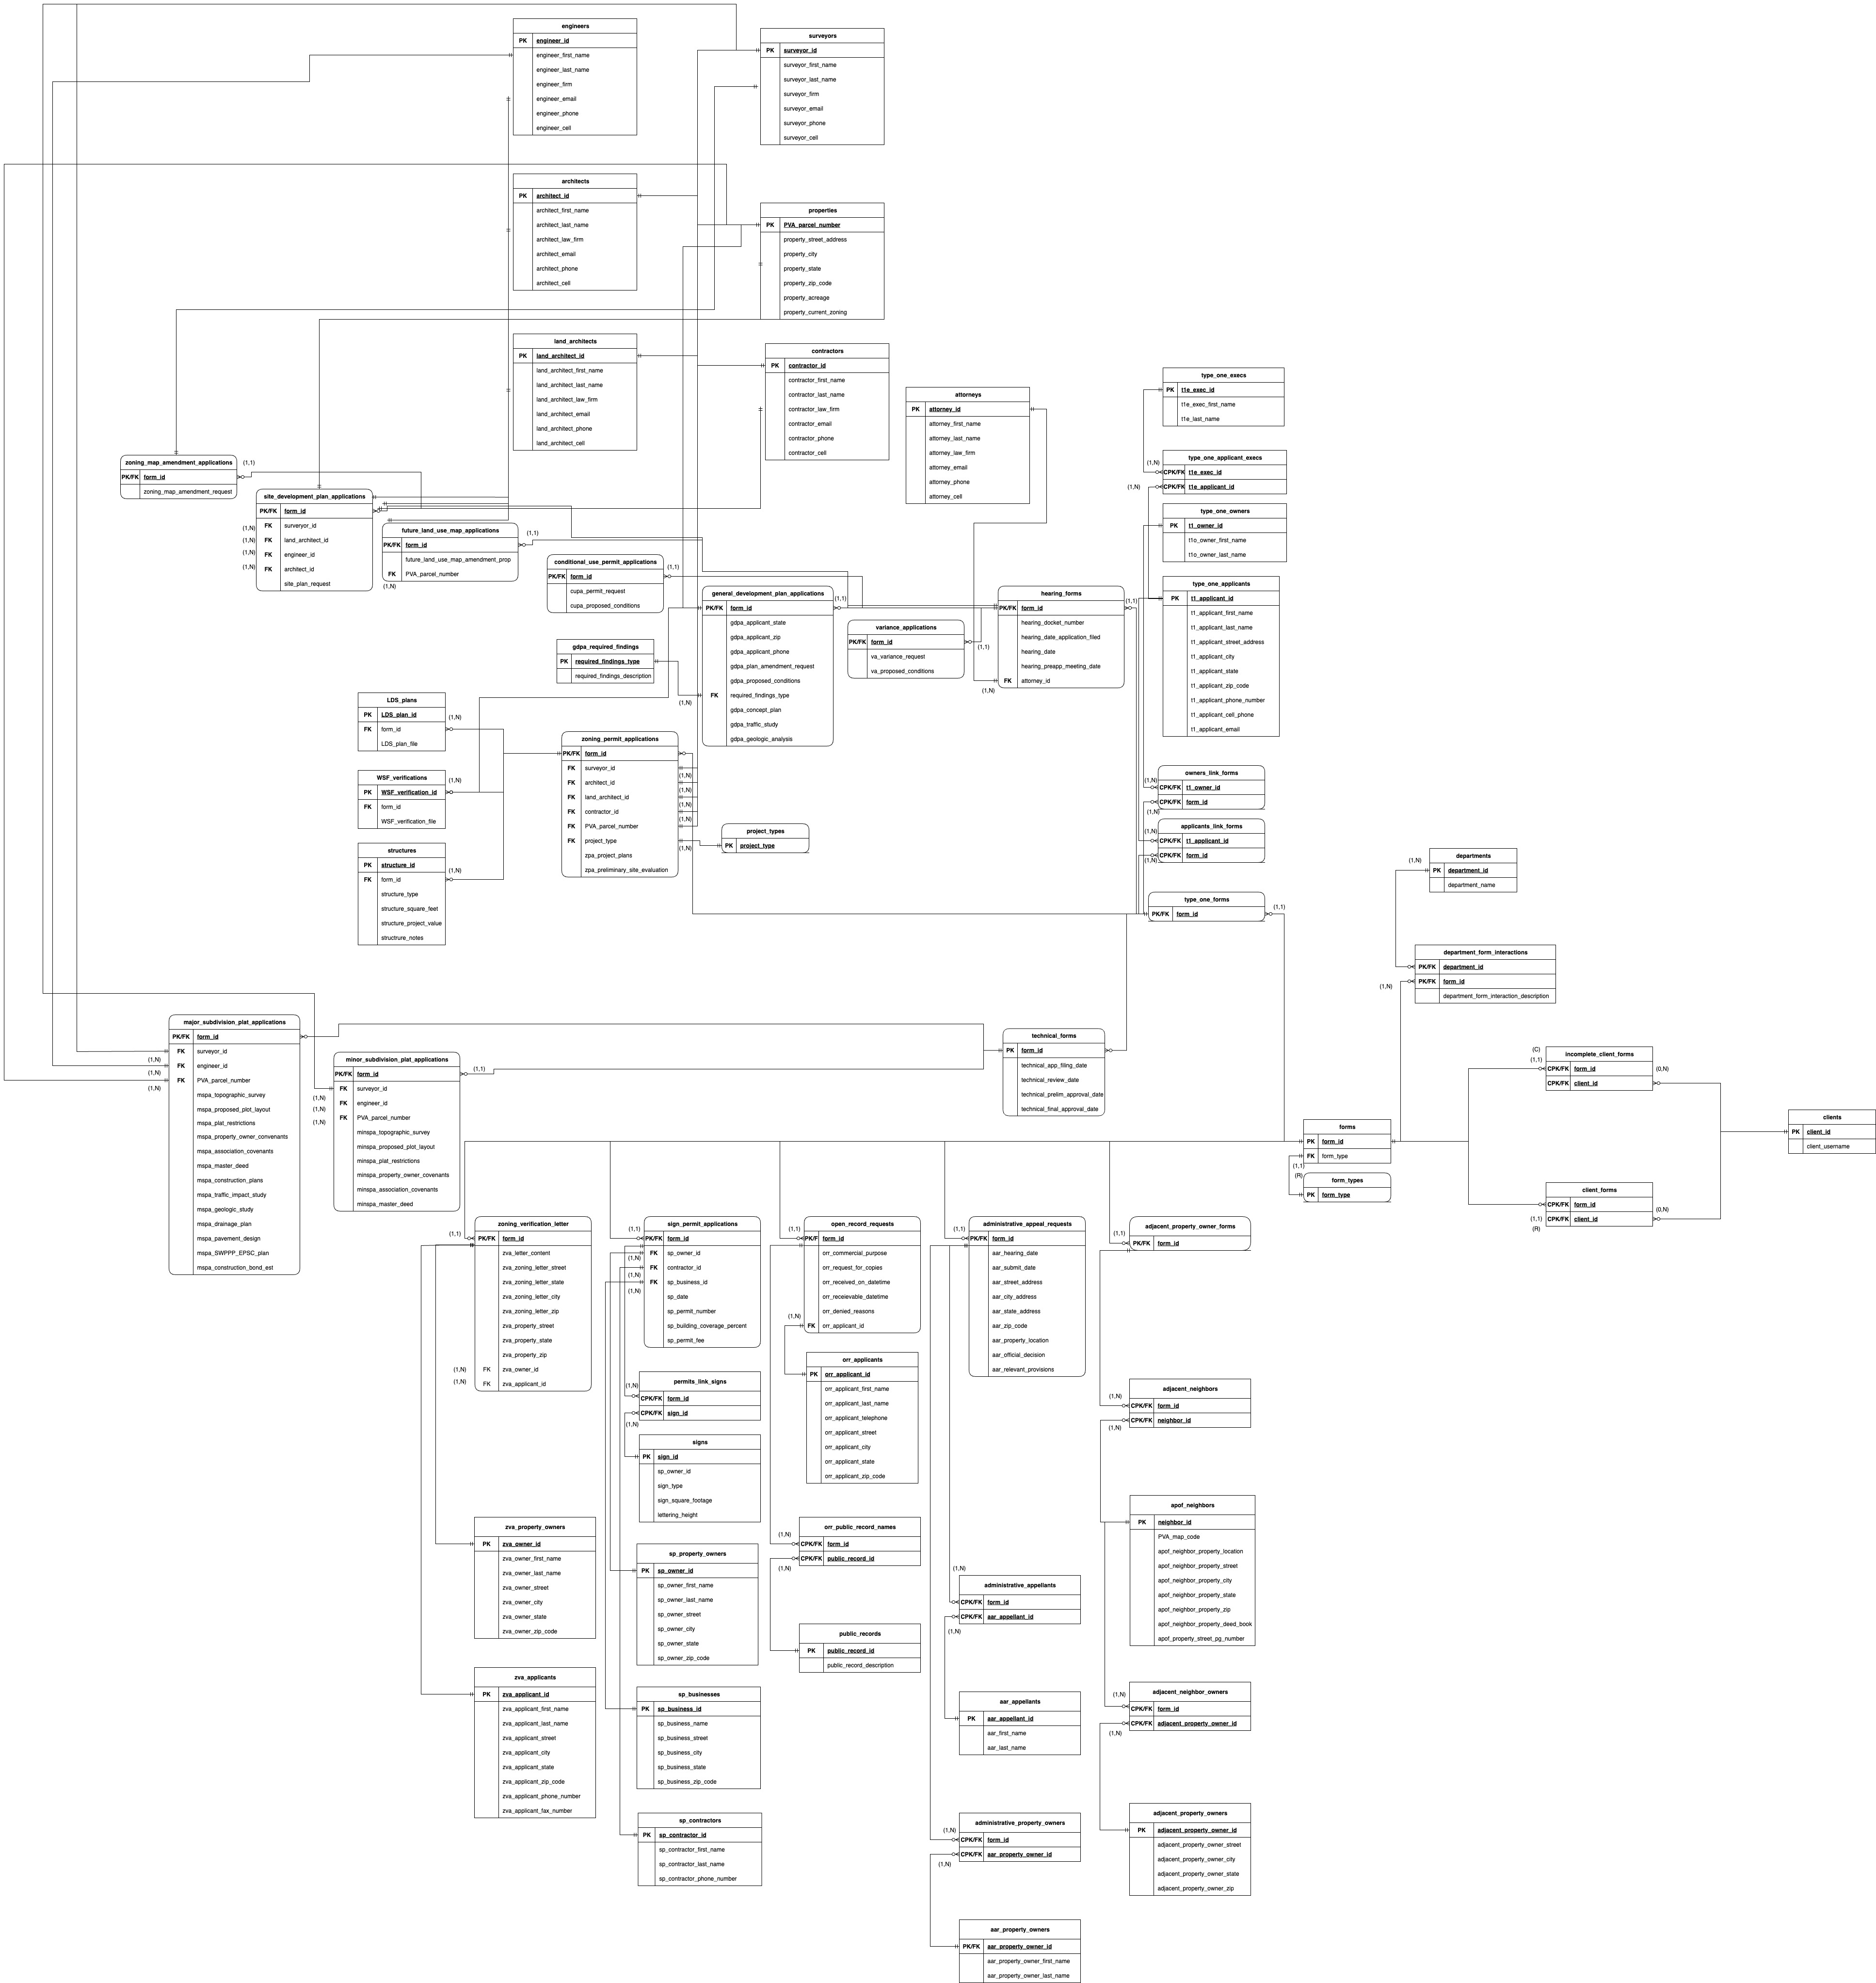 engineers
PK engineer_id
engineer_first_name
engineer_last_name
engineer_firm
engineer_email
engineer_phone
engineer_cell
surveyors
PK surveyor_id
surveyor_first_name
surveyor_last_name
surveyor_firm
surveyor_email
surveyor_phone
surveyor_cell
architects
PK architect_id
architect_first_name
architect_last_name
architect_law_firm
architect_email
architect_phone
architect_cell
properties
PK PVA_parcel_number
property_street_address
property_city
property_state
property_zip_code
property_acreage
property_current_zoning
land_architects
PK land_architect_id
land_architect_first_name
land_architect_last_name
land_architect_law_firm
land_architect_email
land_architect_phone
land_architect_cell
contractors
PK contractor_id
contractor_first_name
contractor_last_name
contractor_law_firm
contractor_email
contractor_phone
contractor_cell
attorneys
PK attorney_id
attorney_first_name
attorney_last_name
attorney_law_firm
attorney_email
attorney_phone
attorney_cell
type_one_execs
PK t1e_exec_id
t1e_exec_first_name
t1e_last_name
(1,N)
type_one_applicant_execs
CPK/FK t1e_exec_id
CPK/FK t1e_applicant_id
(1,N)
type_one_owners
PK t1_owner_id
t1o_owner_first_name
t1o_owner_last_name
type_one_applicants
PK t1_applicant_id
t1_applicant_first_name
t1_applicant_last_name
t1_applicant_street_address
t1_applicant_city
t1_applicant_state
t1_applicant_zip_code
t1_applicant_phone_number
t1_applicant_cell_phone
t1_applicant_email
zoning_map_amendment_applications
(1,1)
PK/FK form_id
zoning_map_amendment_request
site_development_plan_applications
PK/FK form_id
(1,N) FK surveryor_id
(1,N) FK land_architect_id
(1,N) FK engineer_id
(1,N) FK architect_id
site_plan_request
future_land_use_map_applications
(1,1)
PK/FK form_id
future_land_use_map_amendment_prop
FK PVA_parcel_number
(1,N)
conditional_use_permit_applications
(1,1)
PK/FK form_id
cupa_permit_request
cupa_proposed_conditions
general_development_plan_applications
(1,1)
PK/FK form_id
gdpa_applicant_state
gdpa_applicant_zip
gdpa_applicant_phone
gdpa_plan_amendment_request
gdpa_proposed_conditions
FK required_findings_type
(1,N)
gdpa_concept_plan
gdpa_traffic_study
gdpa_geologic_analysis
variance_applications
PK/FK form_id
(1,1)
va_variance_request
va_proposed_conditions
hearing_forms
(1,1)
PK/FK form_id
hearing_docket_number
hearing_date_application_filed
hearing_date
hearing_preapp_meeting_date
FK attorney_id
(1,N)
gdpa_required_findings
PK required_findings_type
required_findings_description
LDS_plans
PK LDS_plan_id
(1,N)
FK form_id
LDS_plan_file
WSF_verifications
(1,N)
PK WSF_verification_id
FK form_id
WSF_verification_file
structures
PK structure_id
(1,N)
FK form_id
structure_type
structure_square_feet
structure_project_value
structrure_notes
zoning_permit_applications
PK/FK form_id
FK surveyor_id
(1,N)
FK architect_id
(1,N)
FK land_architect_id
(1,N)
FK contractor_id
(1,N)
FK PVA_parcel_number
FK project_type
(1,N)
zpa_project_plans
zpa_preliminary_site_evaluation
project_types
PK project_type
owners_link_forms
(1,N)
CPK/FK t1_owner_id
CPK/FK form_id
(1,N)
applicants_link_forms
(1,N)
CPK/FK t1_applicant_id
CPK/FK form_id
(1,N)
type_one_forms
(1,1)
PK/FK form_id
departments
(1,N)
PK department_id
department_name
department_form_interactions
PK/FK department_id
PK/FK form_id
(1,N)
department_form_interaction_description
major_subdivision_plat_applications
PK/FK form_id
FK surveyor_id
(1,N)
FK engineer_id
(1,N)
FK PVA_parcel_number
(1,N)
mspa_topographic_survey
mspa_proposed_plot_layout
mspa_plat_restrictions
mspa_property_owner_convenants
mspa_association_covenants
mspa_master_deed
mspa_construction_plans
mspa_traffic_impact_study
mspa_geologic_study
mspa_drainage_plan
mspa_pavement_design
mspa_SWPPP_EPSC_plan
mspa_construction_bond_est
minor_subdivision_plat_applications
(1,1)
PK/FK form_id
FK surveyor_id
(1,N)
FK engineer_id
(1,N)
FK PVA_parcel_number
(1,N)
minspa_topographic_survey
minspa_proposed_plot_layout
minspa_plat_restrictions
minspa_property_owner_covenants
minspa_association_covenants
minspa_master_deed
technical_forms
PK form_id
technical_app_filing_date
technical_review_date
technical_prelim_approval_date
technical_final_approval_date
(C)
(1,1)
incomplete_client_forms
CPK/FK form_id
(0,N)
CPK/FK client_id
clients
PK client_id
client_username
forms
PK form_id
FK form_type
(1,1)
(R)
form_types
PK form_type
client_forms
CPK/FK form_id
(0,N)
(1,1) CPK/FK client_id
(R)
zoning_verification_letter
(1,1)
PK/FK form_id
zva_letter_content
zva_zoning_letter_street
zva_zoning_letter_state
zva_zoning_letter_city
zva_zoning_letter_zip
zva_property_street
zva_property_state
zva_property_zip
(1,N) FK zva_owner_id
(1,N) FK zva_applicant_id
sign_permit_applications
(1,1)
PK/FK form_id
FK sp_owner_id
(1,N)
FK contractor_id
(1,N)
FK sp_business_id
(1,N)
sp_date
sp_permit_number
sp_building_coverage_percent
sp_permit_fee
open_record_requests
(1,1)
PK/F form_id
orr_commercial_purpose
orr_request_for_copies
orr_received_on_datetime
orr_receievable_datetime
orr_denied_reasons
(1,N)
FK orr_applicant_id
administrative_appeal_requests
(1,1)
PK/FK form_id
aar_hearing_date
aar_submit_date
aar_street_address
aar_city_address
aar_state_address
aar_zip_code
aar_property_location
aar_official_decision
aar_relevant_provisions
adjacent_property_owner_forms
(1,1)
PK/FK form_id
permits_link_signs
(1,N)
CPK/FK form_id
CPK/FK sign_id
(1,N)
signs
PK sign_id
sp_owner_id
sign_type
sign_square_footage
lettering_height
orr_applicants
PK orr_applicant_id
orr_applicant_first_name
orr_applicant_last_name
orr_applicant_telephone
orr_applicant_street
orr_applicant_city
orr_applicant_state
orr_applicant_zip_code
adjacent_neighbors
(1,N)
CPK/FK form_id
CPK/FK neighbor_id
(1,N)
apof_neighbors
PK neighbor_id
PVA_map_code
apof_neighbor_property_location
apof_neighbor_property_street
apof_neighbor_property_city
apof_neighbor_property_state
apof_neighbor_property_zip
apof_neighbor_property_deed_book
apof_property_street_pg_number
zva_property_owners
PK zva_owner_id
zva_owner_first_name
zva_owner_last_name
zva_owner_street
zva_owner_city
zva_owner_state
zva_owner_zip_code
sp_property_owners
PK sp_owner_id
sp_owner_first_name
sp_owner_last_name
sp_owner_street
sp_owner_city
sp_owner_state
sp_owner_zip_code
orr_public_record_names
(1,N)
CPK/FK form_id
CPK/FK public_record_id
(1,N)
public_records
PK public_record_id
public_record_description
(1,N)
administrative_appellants
CPK/FK form_id
CPK/FK aar_appellant_id
(1,N)
zva_applicants
PK zva_applicant_id
zva_applicant_first_name
zva_applicant_last_name
zva_applicant_street
zva_applicant_city
zva_applicant_state
zva_applicant_zip_code
zva_applicant_phone_number
zva_applicant_fax_number
sp_businesses
PK sp_business_id
sp_business_name
sp_business_street
sp_business_city
sp_business_state
sp_business_zip_code
aar_appellants
PK aar_appellant_id
aar_first_name
aar_last_name
adjacent_neighbor_owners
(1,N)
CPK/FK form_id
CPK/FK adjacent_property_owner_id
(1,N)
sp_contractors
PK sp_contractor_id
sp_contractor_first_name
sp_contractor_last_name
sp_contractor_phone_number
administrative_property_owners
(1,N)
CPK/FK form_id
CPK/FK aar_property_owner_id
(1,N)
adjacent_property_owners
PK adjacent_property_owner_id
adjacent_property_owner_street
adjacent_property_owner_city
adjacent_property_owner_state
adjacent_property_owner_zip
aar_property_owners
PK/FK aar_property_owner_id
aar_property_owner_first_name
aar_property_owner_last_name